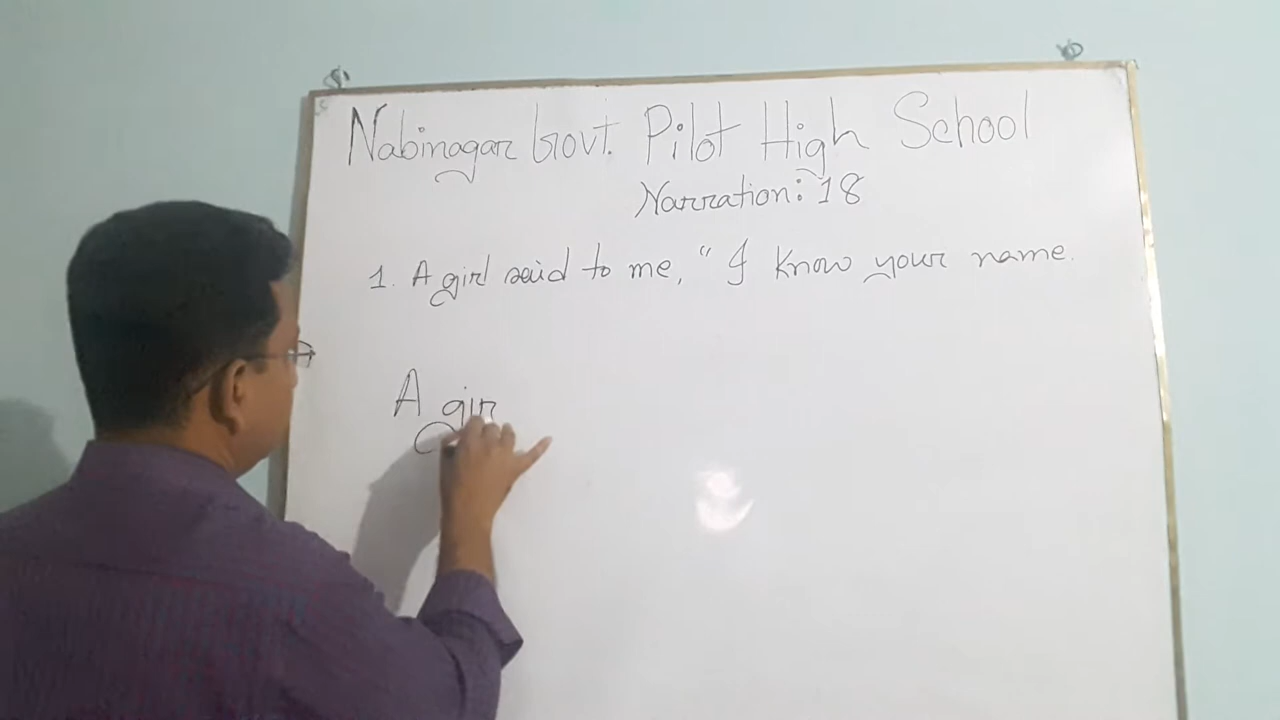 Nabinagar Govt. Pilot High School
Narration: 18
1. A girl said to me, "I know your name.
A gir